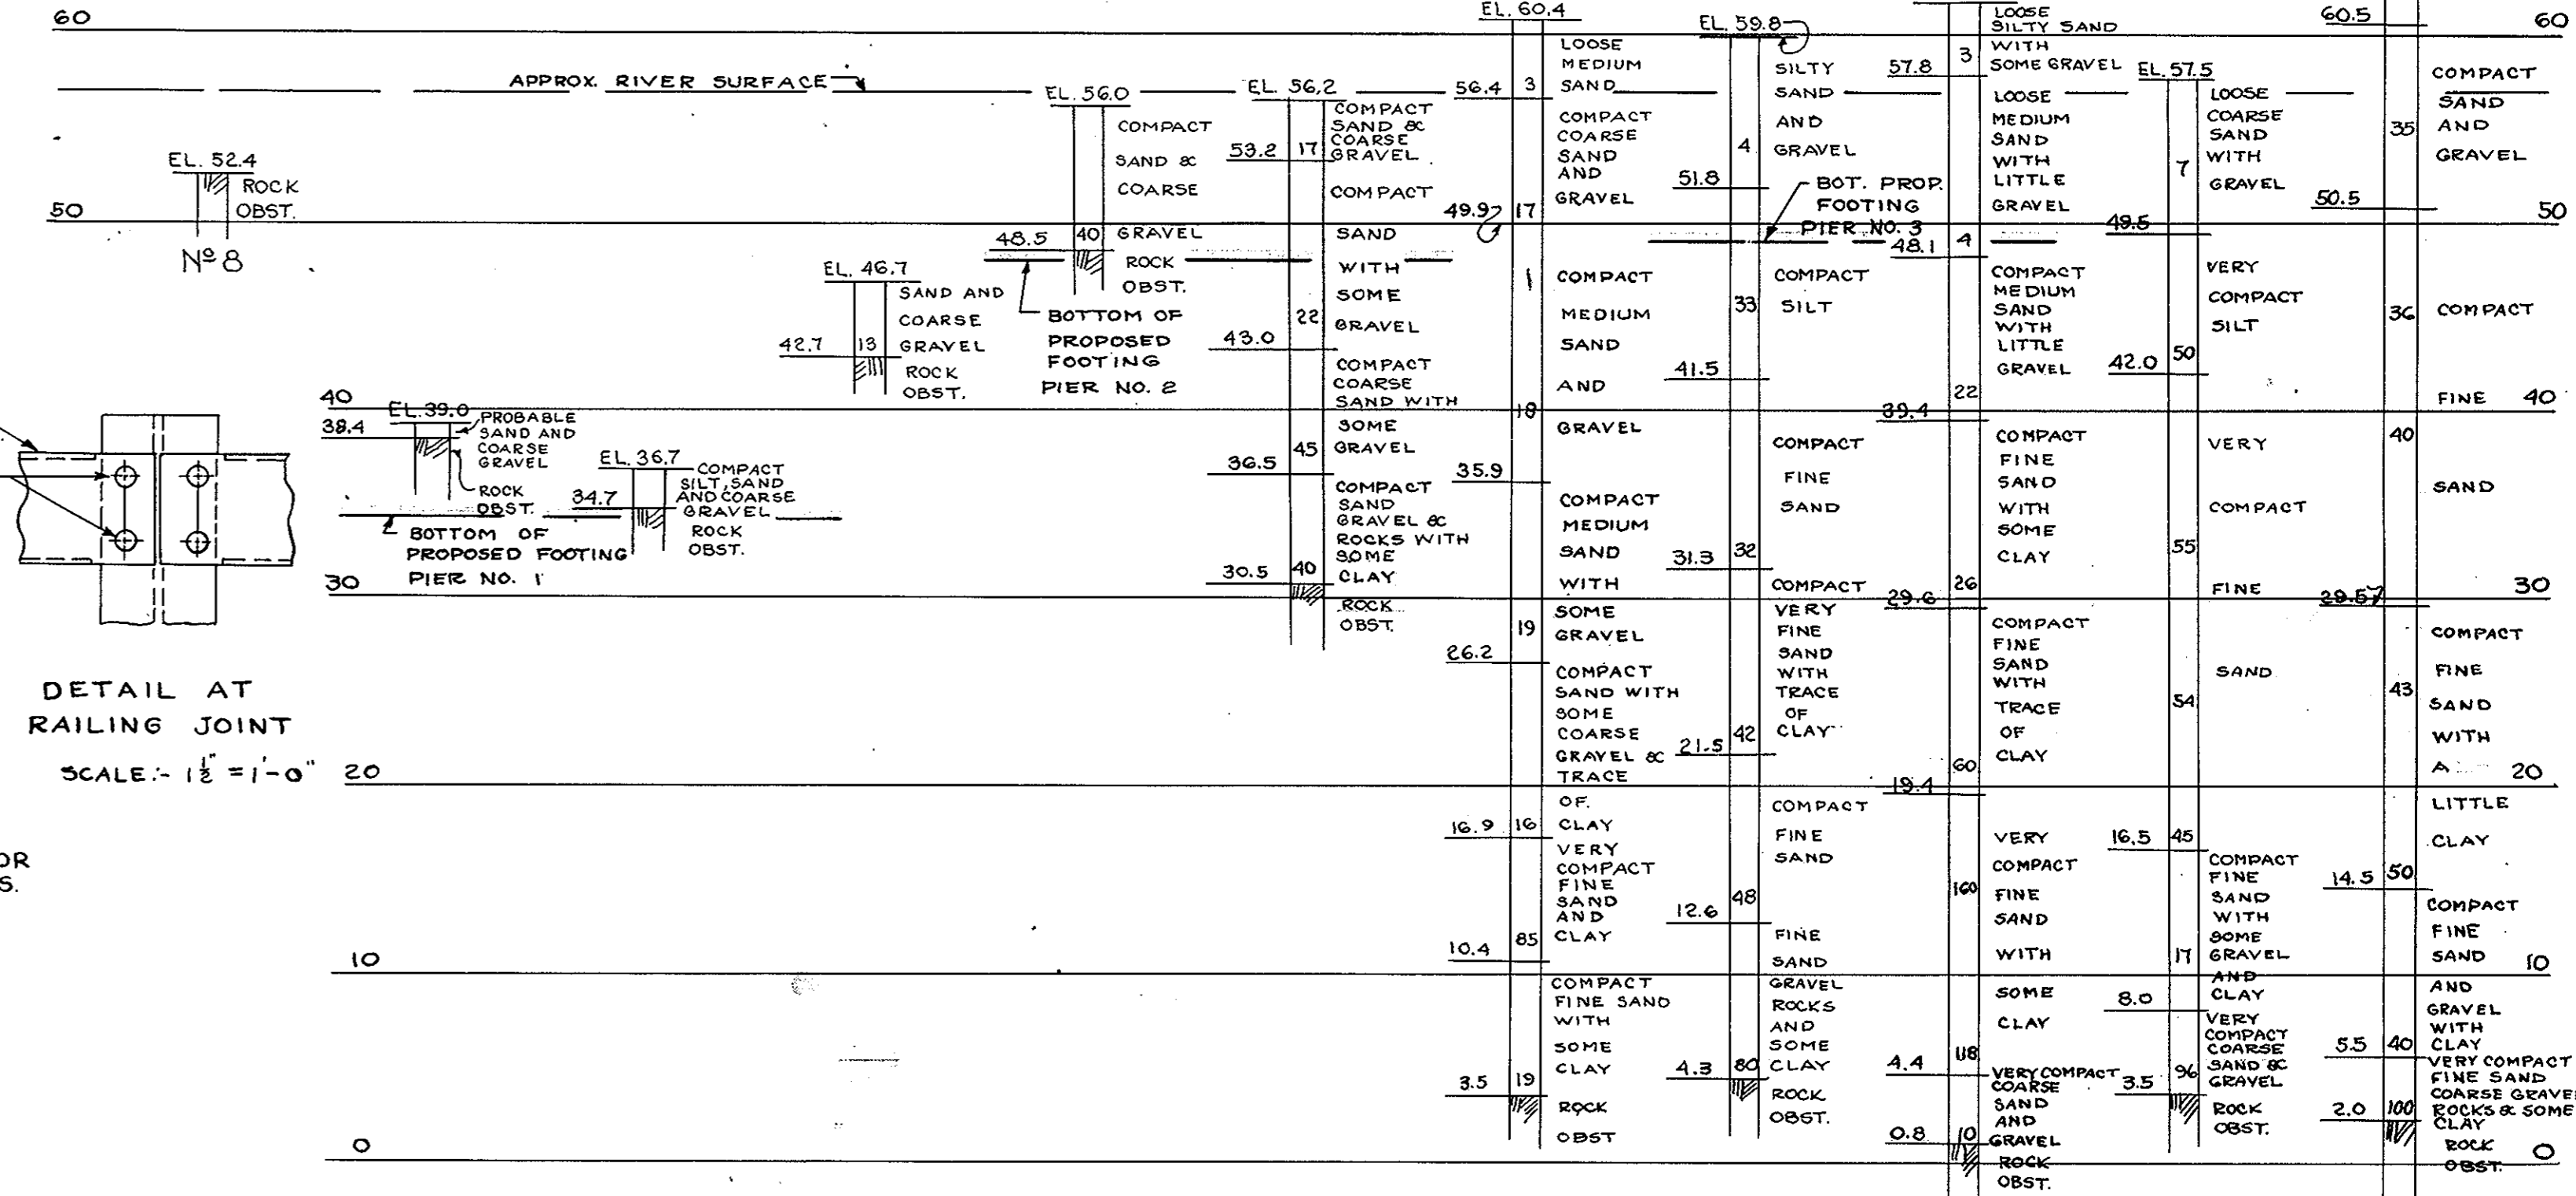 60
APPROX. RIVER SURFACE
EL. 52.4
ROCK
OBST.
50
Nº 8
40
EL. 39.0
38.4
PROBABLE
SAND AND
COARSE
GRAVEL
ROCK
OBST.
BOTTOM OF
PROPOSED FOOTING
PIER NO. 1
EL. 36.7
34.7
COMPACT
SILT, SAND
AND COARSE
GRAVEL
ROCK
OBST.
30
DETAIL AT
RAILING JOINT
SCALE:- 1½" = 1'-0"
20
OR
S.
10
0
EL. 46.7
SAND AND
COARSE
42.7 13 GRAVEL
ROCK
OBST.
EL. 56.0
COMPACT
SAND &
COARSE
48.5 40 GRAVEL
ROCK
OBST.
BOTTOM OF
PROPOSED
FOOTING
PIER NO. 2
EL. 56.2
COMPACT
SAND &
COARSE
53.2 17 GRAVEL
COMPACT
SAND
WITH
SOME
22 GRAVEL
43.0
COMPACT
COARSE
SAND WITH
SOME
45 GRAVEL
36.5
COMPACT
SAND
GRAVEL &
ROCKS WITH
SOME
30.5 40 CLAY
ROCK
OBST.
EL. 60.4
LOOSE
MEDIUM
56.4 3 SAND
COMPACT
COARSE
SAND
AND
49.9 17 GRAVEL
1 COMPACT
MEDIUM
SAND
AND
18
GRAVEL
35.9
COMPACT
MEDIUM
SAND
WITH
SOME
19 GRAVEL
26.2
COMPACT
SAND WITH
SOME
COARSE
GRAVEL &
TRACE
OF
16.9 16 CLAY
VERY
COMPACT
FINE
SAND
AND
10.4 85 CLAY
COMPACT
FINE SAND
WITH
SOME
CLAY
3.5 19
ROCK
OBST
EL. 59.8
SILTY
SAND
AND
4 GRAVEL
51.8
BOT. PROP.
FOOTING
PIER NO. 3
COMPACT
33 SILT
41.5
COMPACT
FINE
SAND
31.3 32
COMPACT
VERY
FINE
SAND
WITH
TRACE
OF
21.5 42 CLAY
COMPACT
FINE
SAND
12.6 48
FINE
SAND
GRAVEL
ROCKS
AND
SOME
4.3 80 CLAY
ROCK
OBST.
LOOSE
SILTY SAND
WITH
57.8 3 SOME GRAVEL
LOOSE
MEDIUM
SAND
WITH
LITTLE
GRAVEL
48.1 4
COMPACT
MEDIUM
SAND
WITH
LITTLE
GRAVEL
39.4 22
COMPACT
FINE
SAND
WITH
SOME
CLAY
29.6 26
COMPACT
FINE
SAND
WITH
TRACE
OF
CLAY
19.4 60
VERY
COMPACT
160 FINE
SAND
WITH
SOME
CLAY
4.4 118
VERY COMPACT
COARSE
SAND
AND
0.8 10 GRAVEL
ROCK
OBST.
EL. 57.5
LOOSE
COARSE
SAND
7 WITH
GRAVEL
49.5
VERY
COMPACT
SILT
42.0 50
VERY
COMPACT
55
FINE
SAND
54
16.5 45
COMPACT
FINE
SAND
WITH
SOME
17 GRAVEL
AND
8.0 CLAY
VERY
COMPACT
COARSE
SAND &
3.5 96 GRAVEL
ROCK
OBST.
60.5 60
COMPACT
SAND
35 AND
GRAVEL
50.5 50
36 COMPACT
FINE 40
40
SAND
29.5 30
COMPACT
FINE
43 SAND
WITH
A 20
LITTLE
CLAY
14.5 50
COMPACT
FINE
SAND 10
AND
GRAVEL
WITH
5.5 40 CLAY
VERY COMPACT
FINE SAND
COARSE GRAVEL
2.0 100 ROCKS & SOME
CLAY
ROCK 0
OBST.